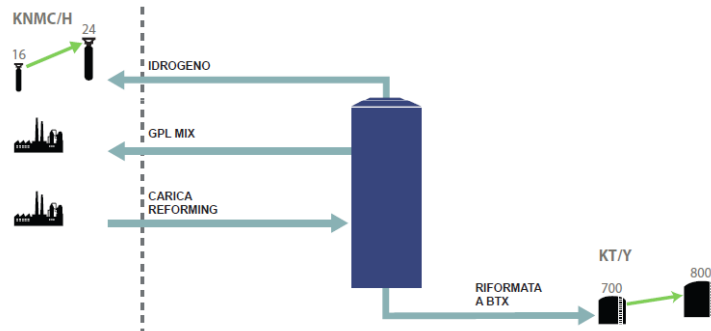 KNMC/H
24
16
IDROGENO
GPL MIX
CARICA
REFORMING
KT/Y
800
700
RIFORMATA
A BTX